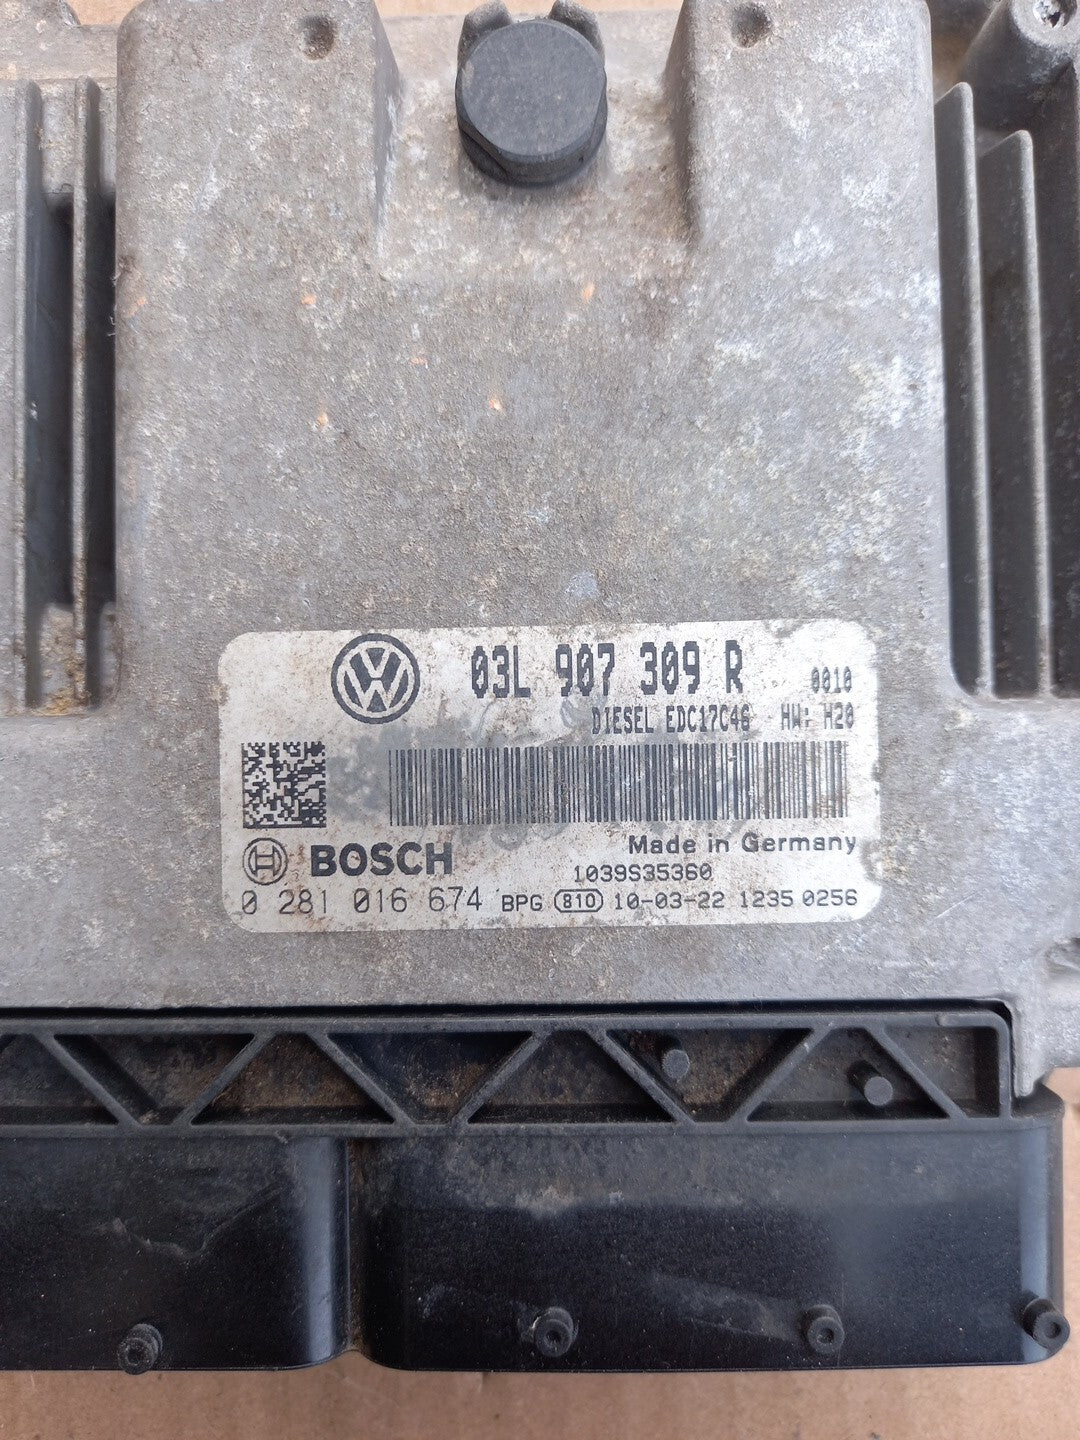 03L 907 309 R 0010
DIESEL EDC17C46 HW: H20
Made in Germany
BOSCH
1039S35360
0 281 016 674 BPG 810 10-03-22 1235 0256